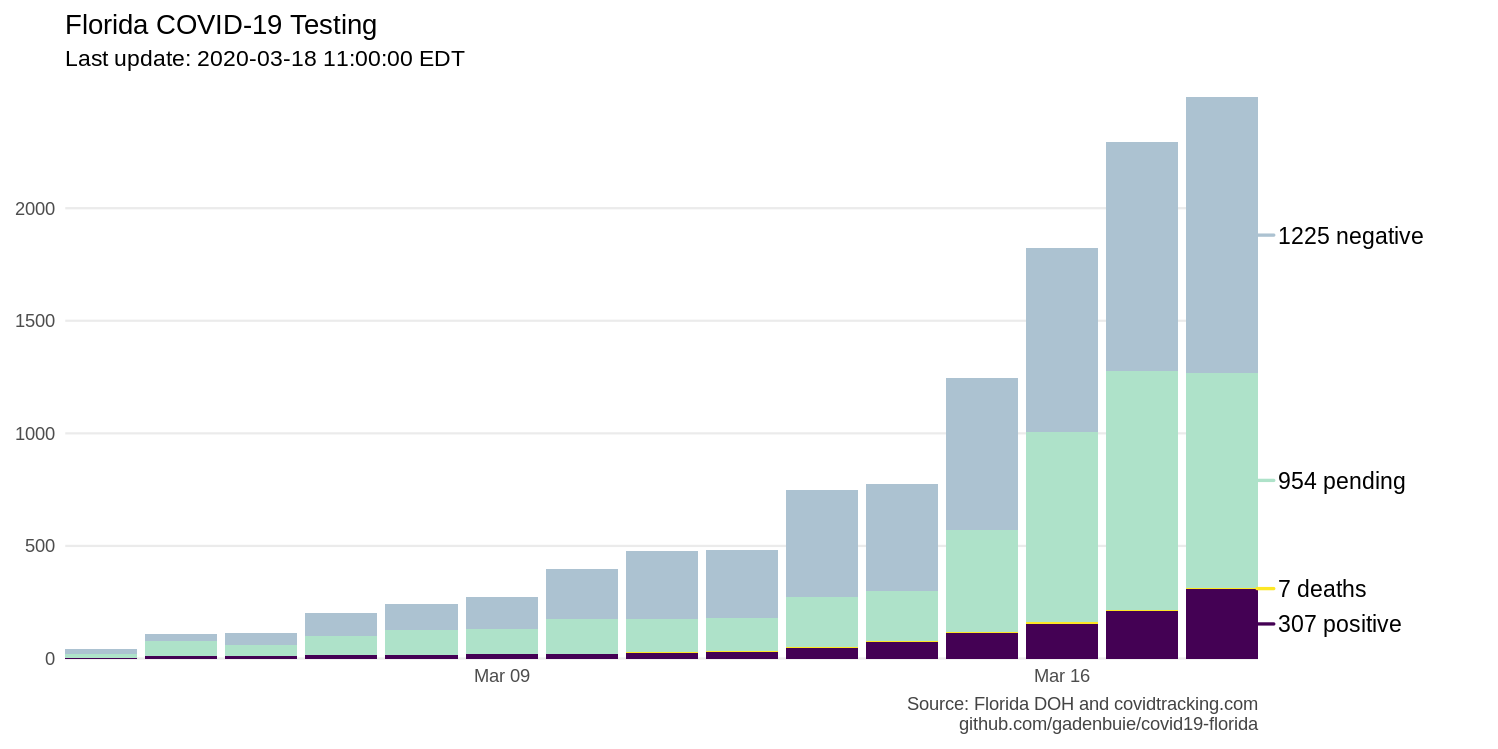 Florida COVID-19 Testing
Last update: 2020-03-18 11:00:00 EDT
2000
1500
1000
500
0
1225 negative
954 pending
7 deaths
307 positive
Mar 09
Mar 16
Source: Florida DOH and covidtracking.com
github.com/gadenbuie/covid19-florida